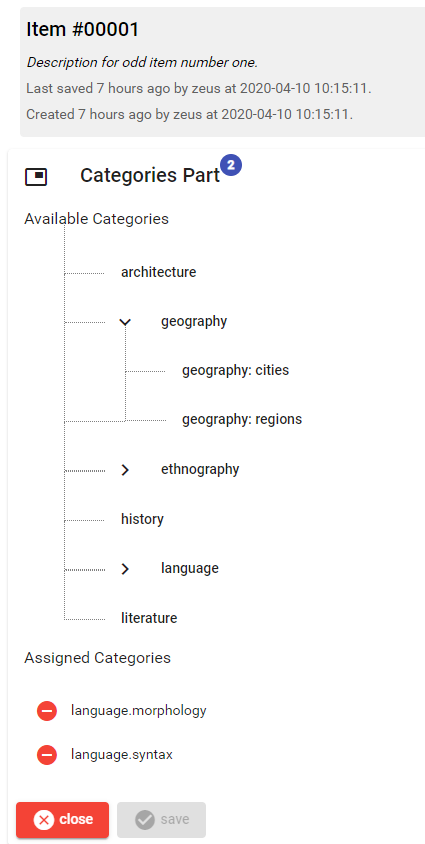 Item #00001
Description for odd item number one.
Last saved 7 hours ago by zeus at 2020-04-10 10:15:11.
Created 7 hours ago by zeus at 2020-04-10 10:15:11.
Categories Part 2
Available Categories
architecture
geography
geography: cities
geography: regions
ethnography
history
language
literature
Assigned Categories
language.morphology
language.syntax
close save